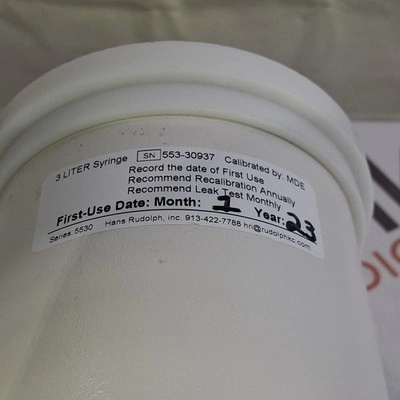 3 LITER Syringe SN 553-30937 Calibrated by: MDE
Record the date of First Use
Recommend Recalibration Annually
Recommend Leak Test Monthly
First-Use Date: Month: 1 Year: 23
Series 5530 Hans Rudolph, inc. 913-422-7788 hri@rudolphkc.com
DIC